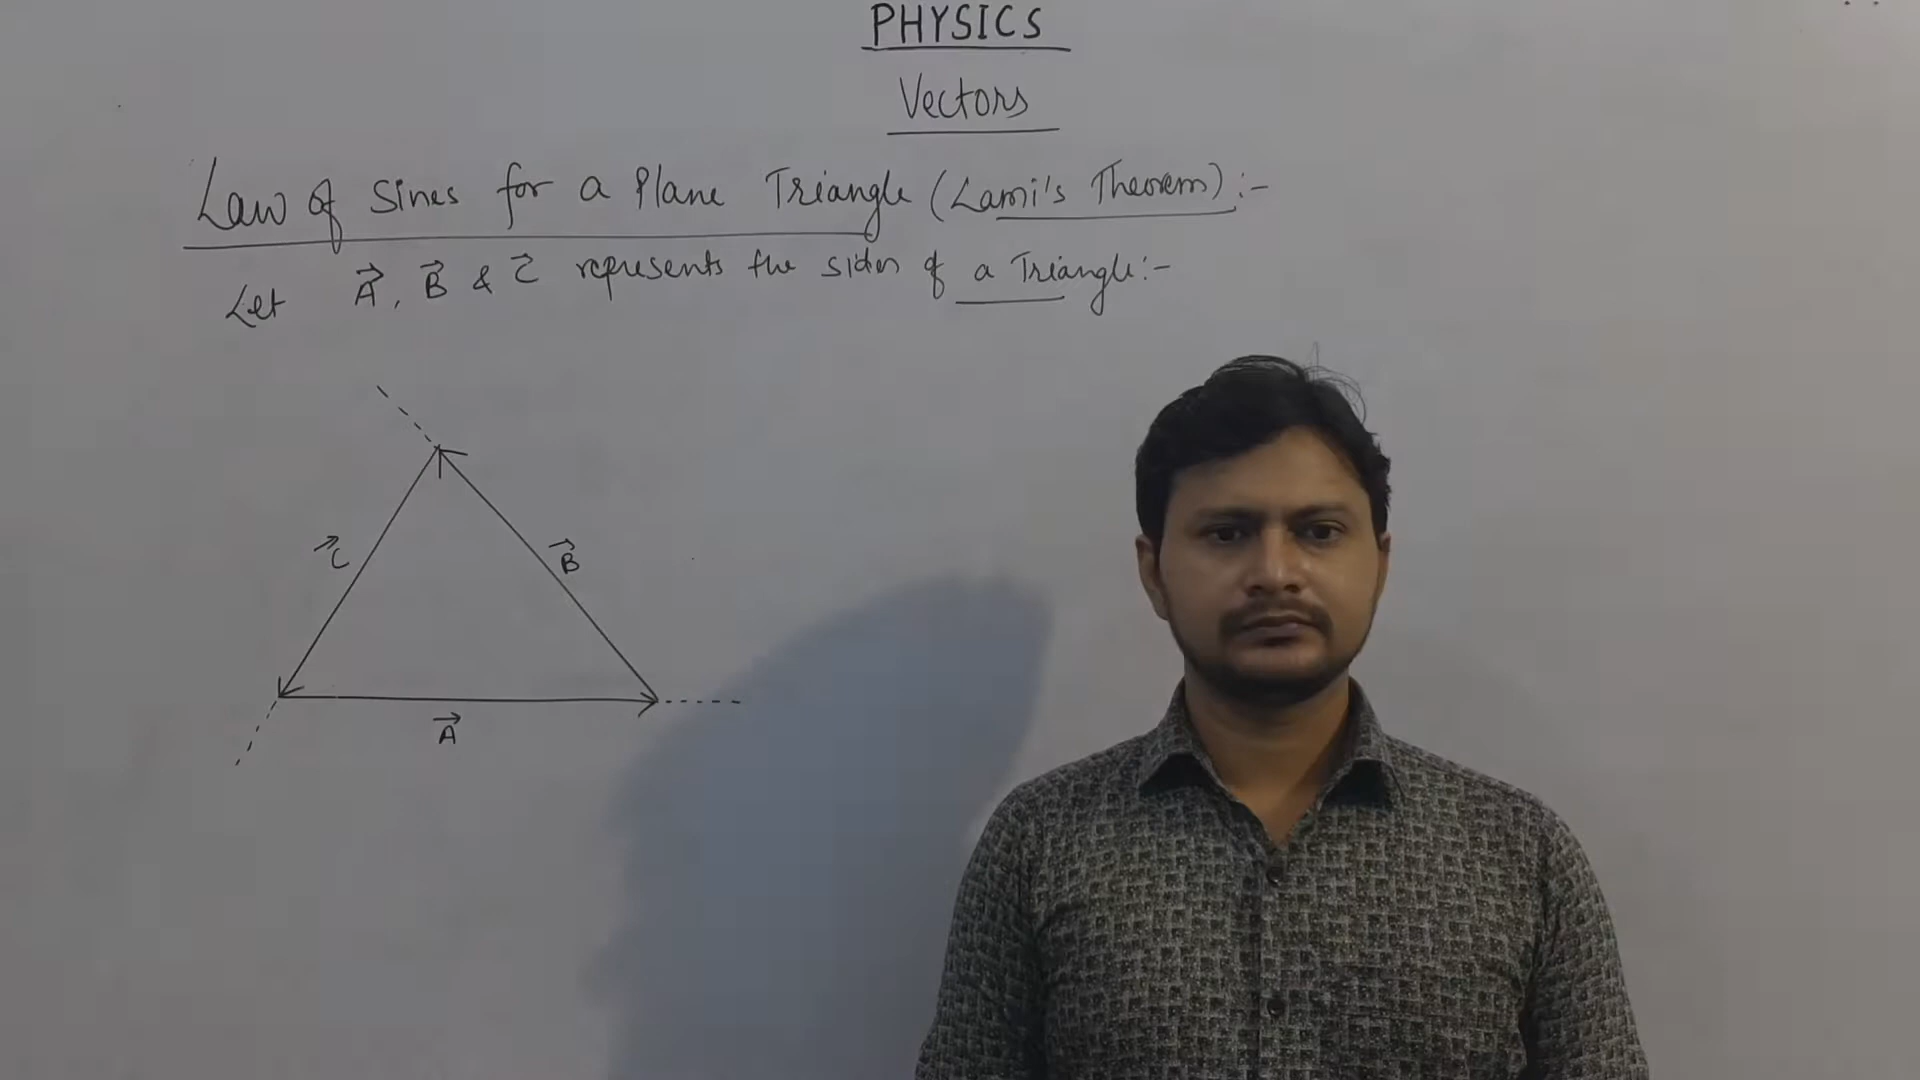 PHYSICS
Vectors
Law of Sines for a Plane Triangle (Lami's Theorem) :-
Let A⃗, B⃗ & C⃗ represents the sides of a Triangle:-
C⃗
B⃗
A⃗